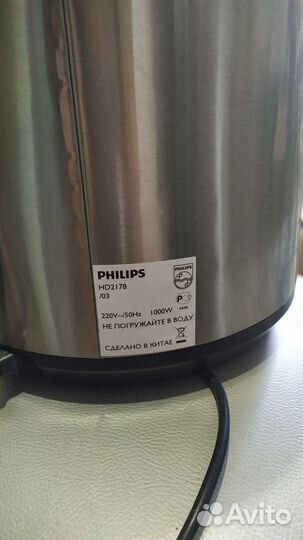 PHILIPS
HD2178
/03
220V~/50Hz 1000W
НЕ ПОГРУЖАЙТЕ В ВОДУ
СДЕЛАНО В КИТАЕ
Avito